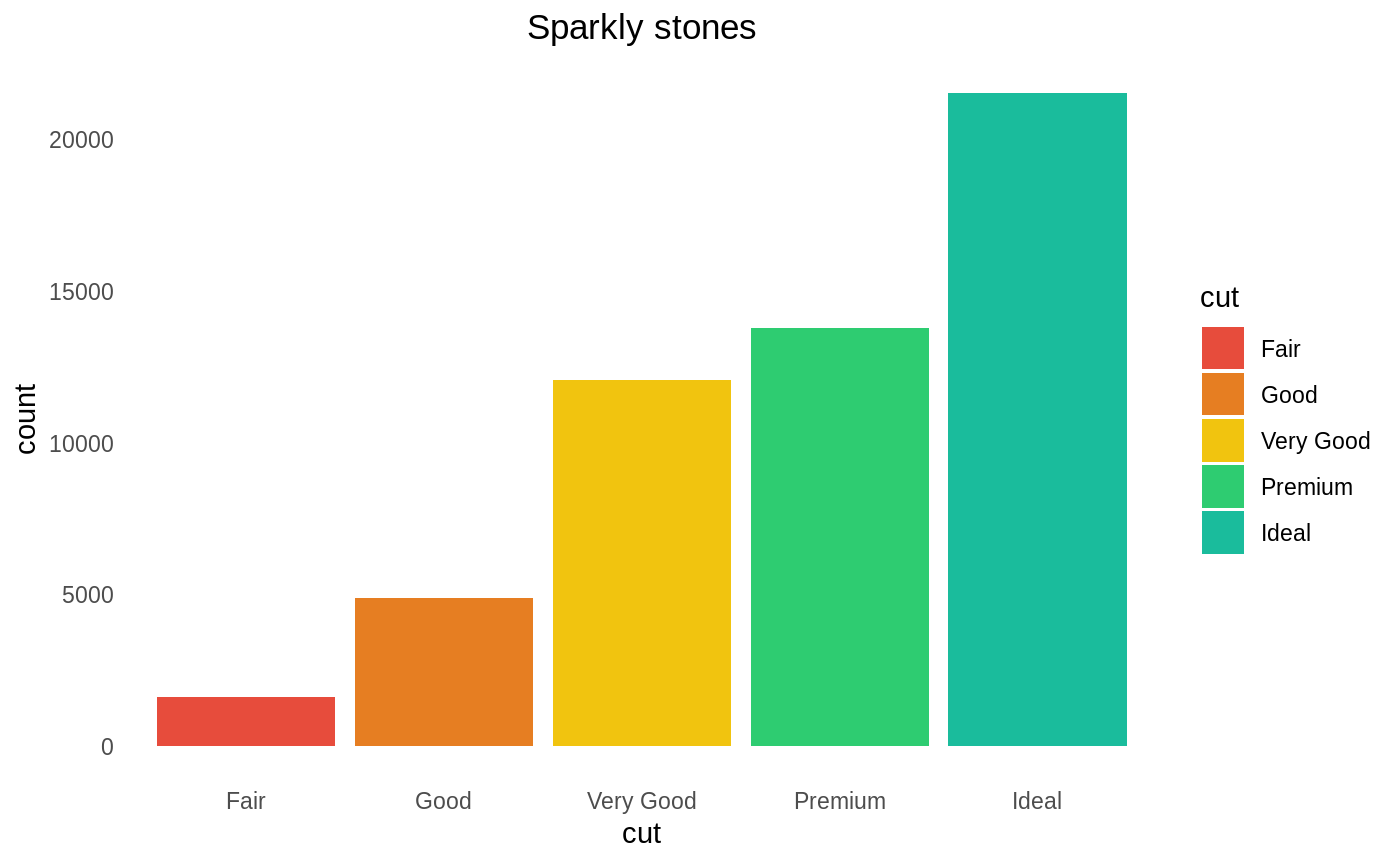 Sparkly stones
20000
15000
10000
5000
0
count
Fair
Good
Very Good
Premium
Ideal
cut
cut
Fair
Good
Very Good
Premium
Ideal